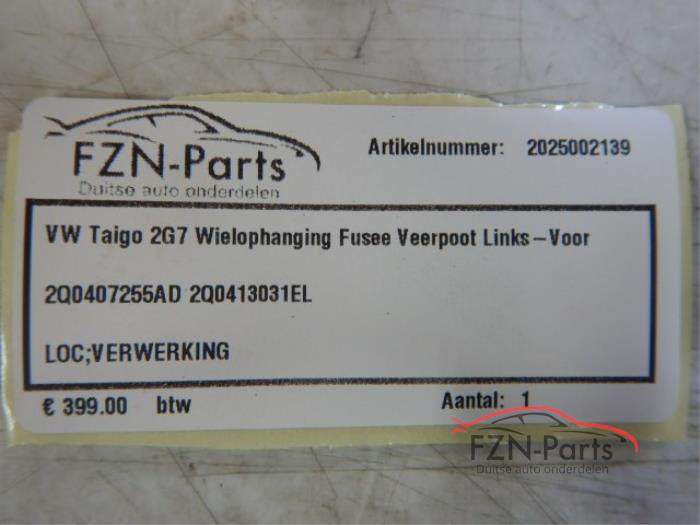 FZN-Parts
Duitse auto onderdelen
Artikelnummer: 2025002139
VW Taigo 2G7 Wielophanging Fusee Veerpoot Links-Voor
2Q0407255AD 2Q0413031EL
LOC;VERWERKING
€ 399.00 btw
Aantal: 1
FZN-Parts
Duitse auto onderdelen